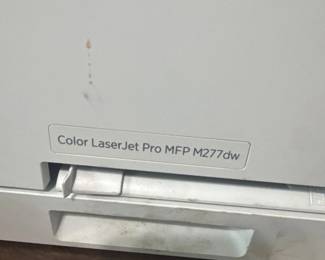 Color LaserJet Pro MFP M277dw